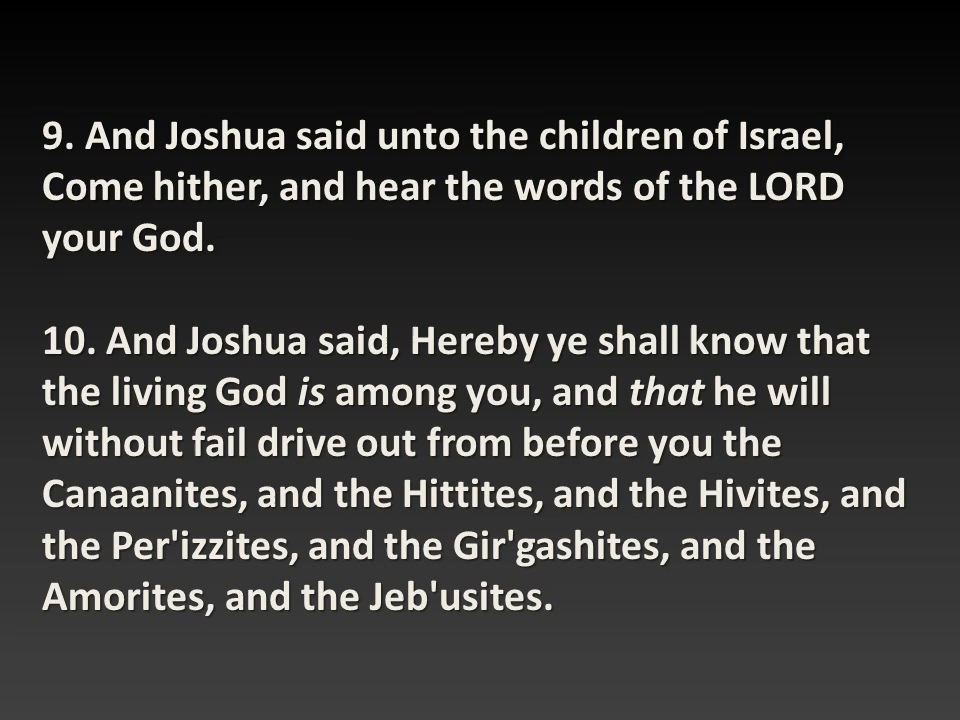 9. And Joshua said unto the children of Israel,
Come hither, and hear the words of the LORD
your God.
10. And Joshua said, Hereby ye shall know that
the living God is among you, and that he will
without fail drive out from before you the
Canaanites, and the Hittites, and the Hivites, and
the Per'izzites, and the Gir'gashites, and the
Amorites, and the Jeb'usites.